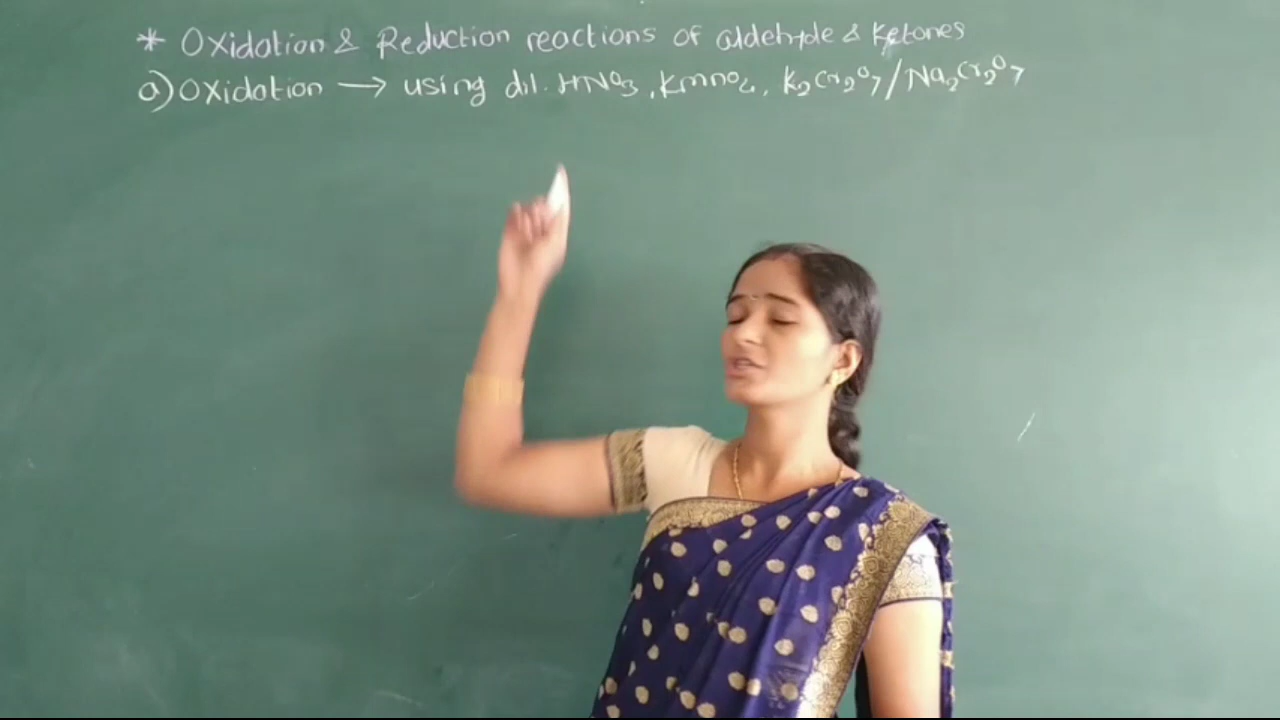 * Oxidation & Reduction reactions of aldehyde & ketones
a) Oxidation → using dil. HNO3, KmnO4, K2Cr2O7/Na2Cr2O7